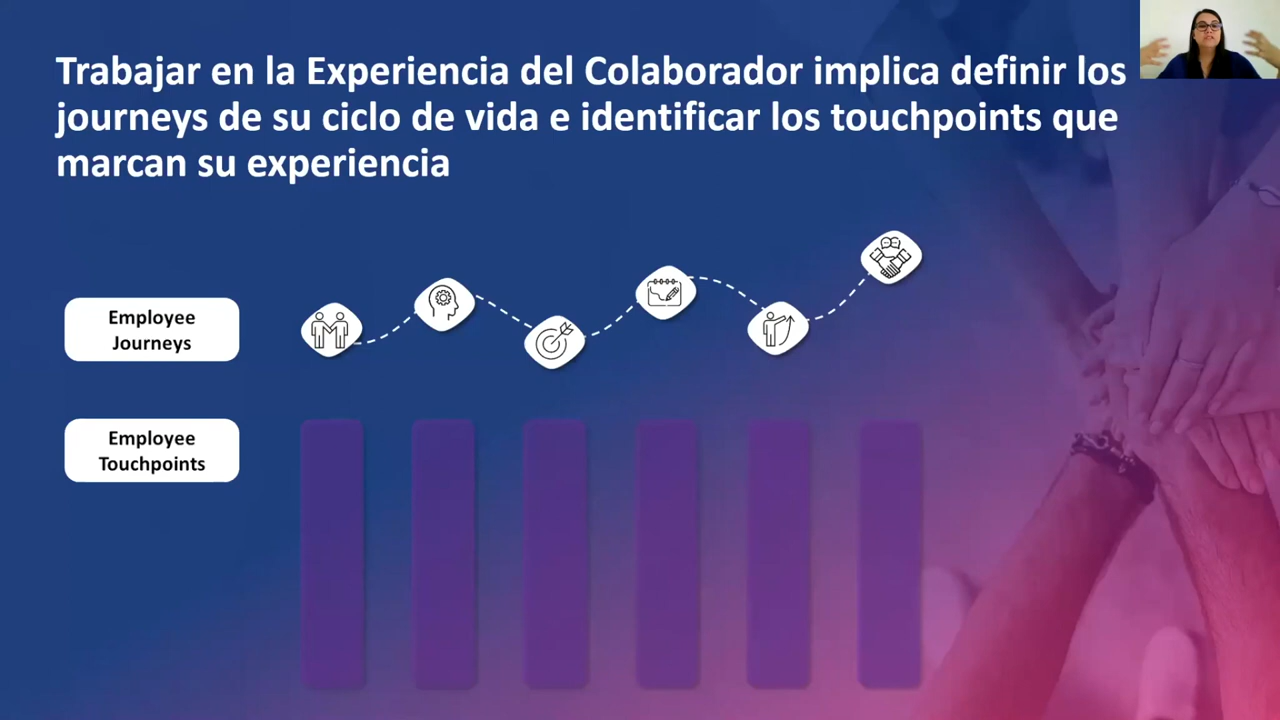 Trabajar en la Experiencia del Colaborador implica definir los
journeys de su ciclo de vida e identificar los touchpoints que
marcan su experiencia
Employee
Journeys
Employee
Touchpoints